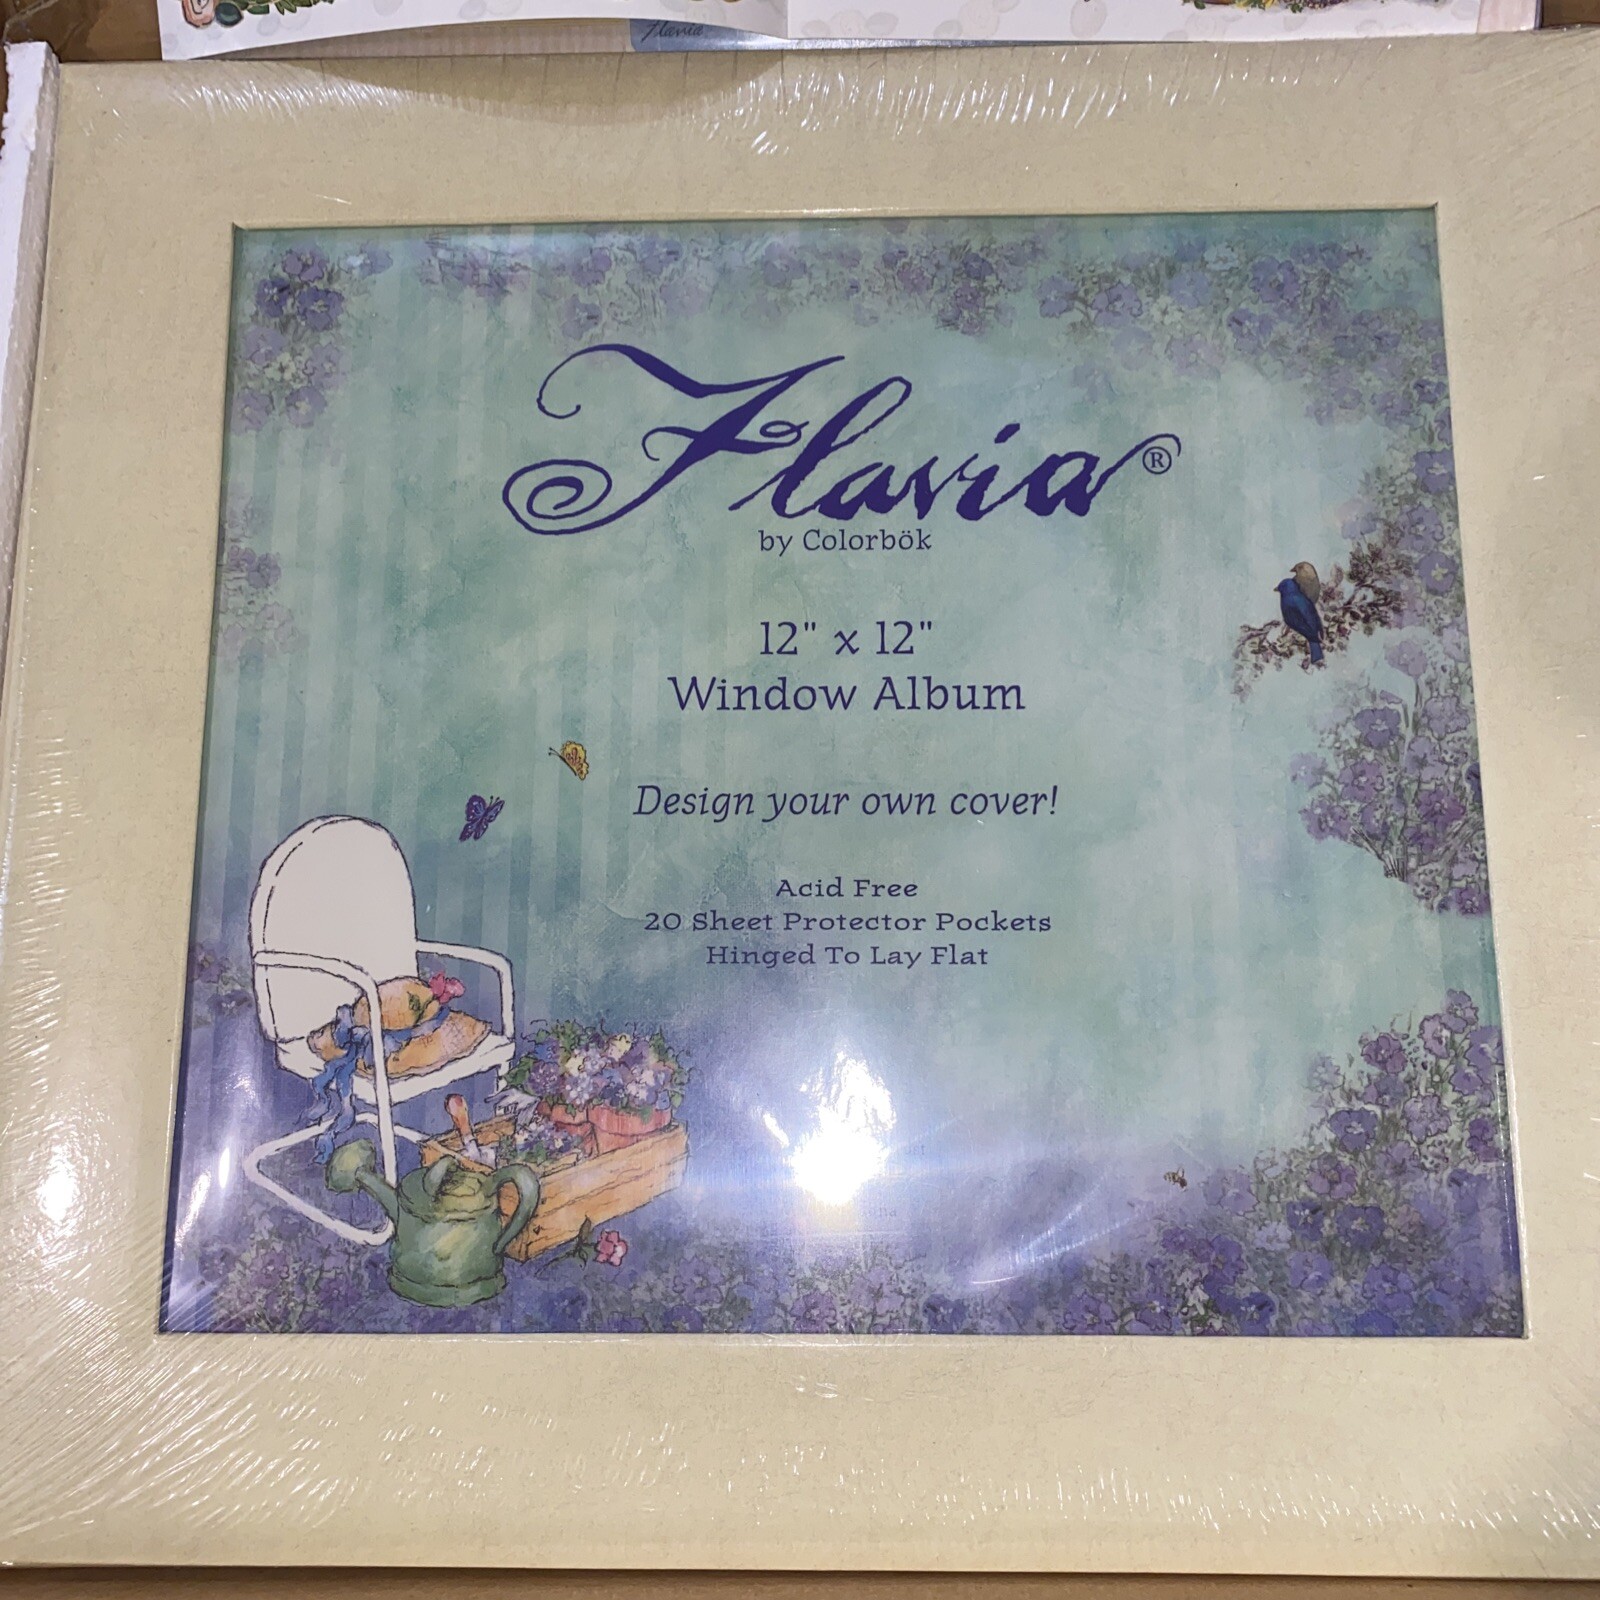 Flavia
Flavia®
by Colorbök
12" x 12"
Window Album
Design your own cover!
Acid Free
20 Sheet Protector Pockets
Hinged To Lay Flat